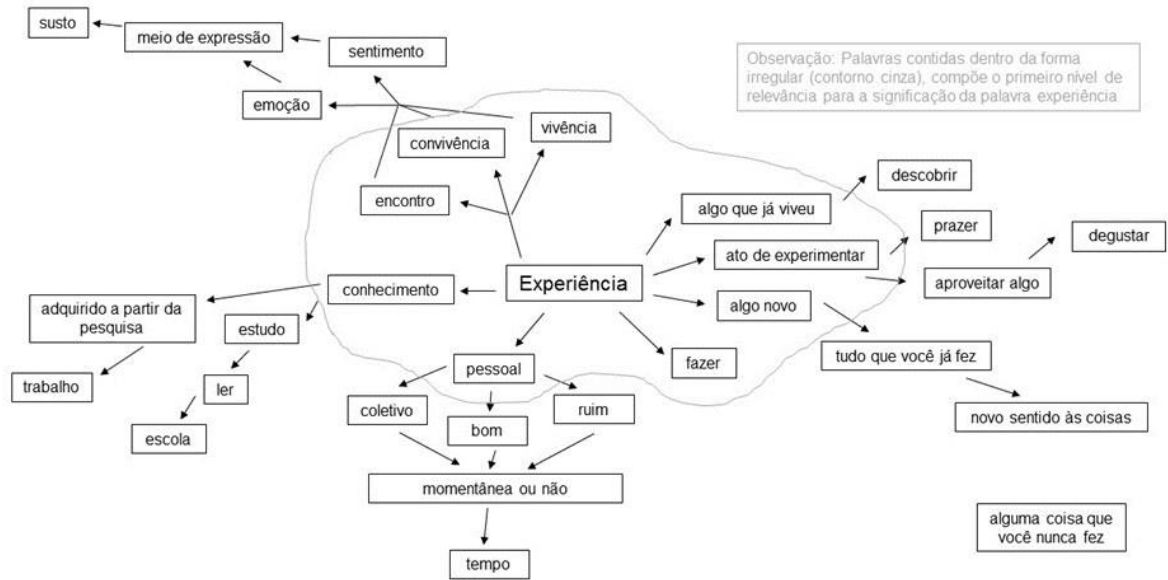 susto
meio de expressão
sentimento
Observação: Palavras contidas dentro da forma
irregular (contorno cinza), compõe o primeiro nível de
relevância para a significação da palavra experiência
emoção
vivência
convivência
descobrir
encontro
algo que já viveu
prazer
degustar
ato de experimentar
Experiência
aproveitar algo
conhecimento
algo novo
adquirido a partir da
pesquisa
estudo
tudo que você já fez
fazer
pessoal
trabalho
ler
coletivo
ruim
novo sentido às coisas
bom
escola
momentânea ou não
alguma coisa que
você nunca fez
tempo